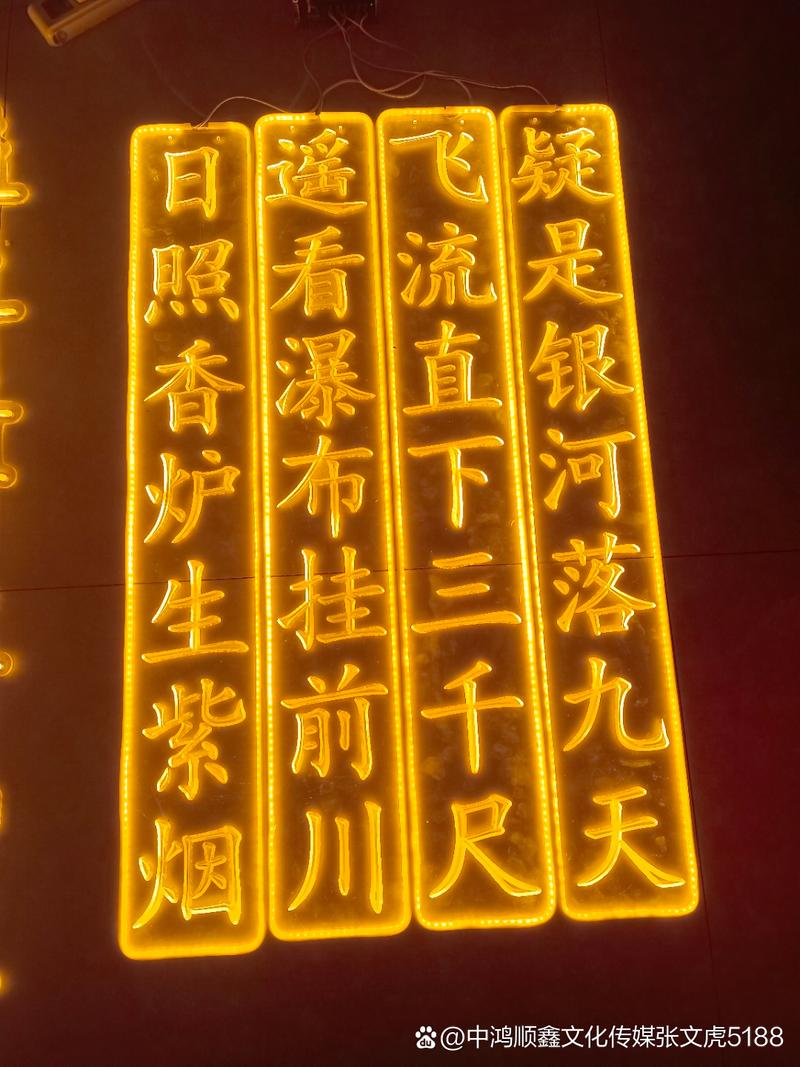 日照香炉生紫烟
遥看瀑布挂前川
飞流直下三千尺
疑是银河落九天
@中鸿顺鑫文化传媒张文虎5188